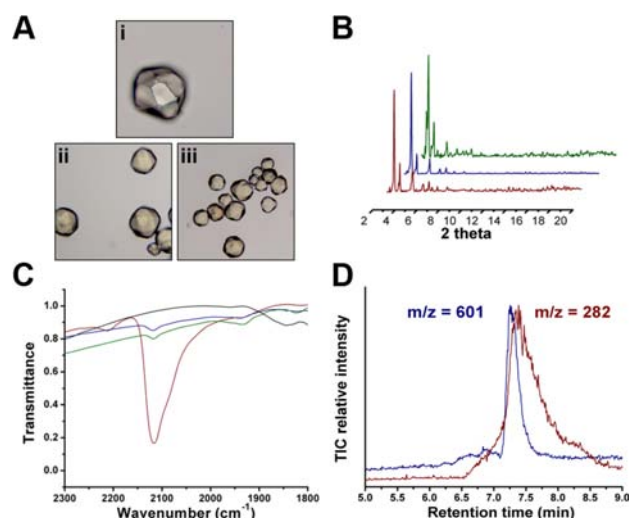 A
i
ii
iii
B
2 4 6 8 10 12 14 16 18 20
2 theta
C
Transmittance
1.0
0.8
0.6
0.4
0.2
0.0
2300 2200 2100 2000 1900 1800
Wavenumber (cm⁻¹)
D
m/z = 601 m/z = 282
TIC relative intensity
5.0 5.5 6.0 6.5 7.0 7.5 8.0 8.5 9.0
Retention time (min)